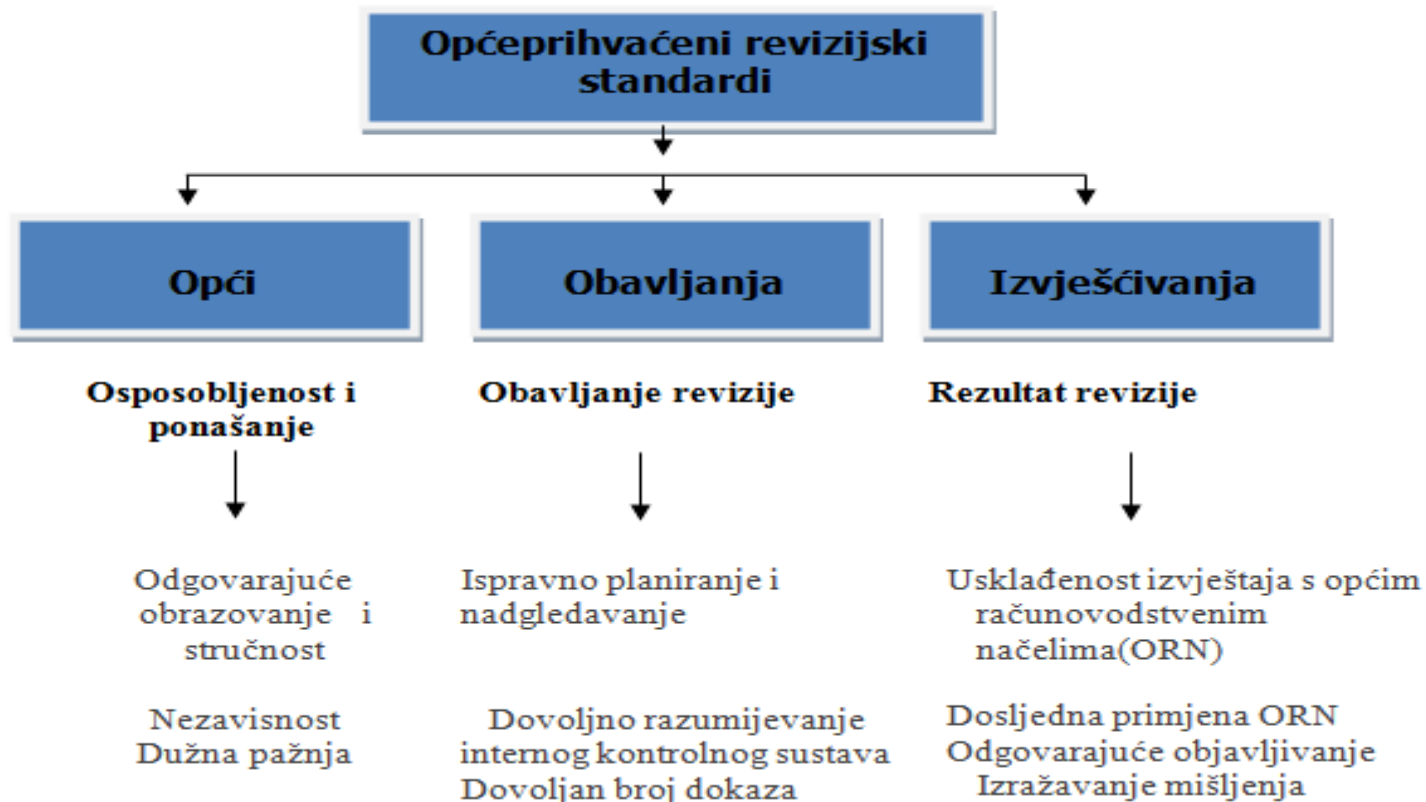 Općeprihvaćeni revizijski
standardi
Opći
Obavljanja
Izvješćivanja
Osposobljenost i
ponašanje
Obavljanje revizije
Rezultat revizije
Odgovarajuće
obrazovanje i
stručnost
Nezavisnost
Dužna pažnja
Ispravno planiranje i
nadgledavanje
Dovoljno razumijevanje
internog kontrolnog sustava
Dovoljan broj dokaza
Usklađenost izvještaja s općim
računovodstvenim
načelima(ORN)
Dosljedna primjena ORN
Odgovarajuće objavljivanje
Izražavanje mišljenja